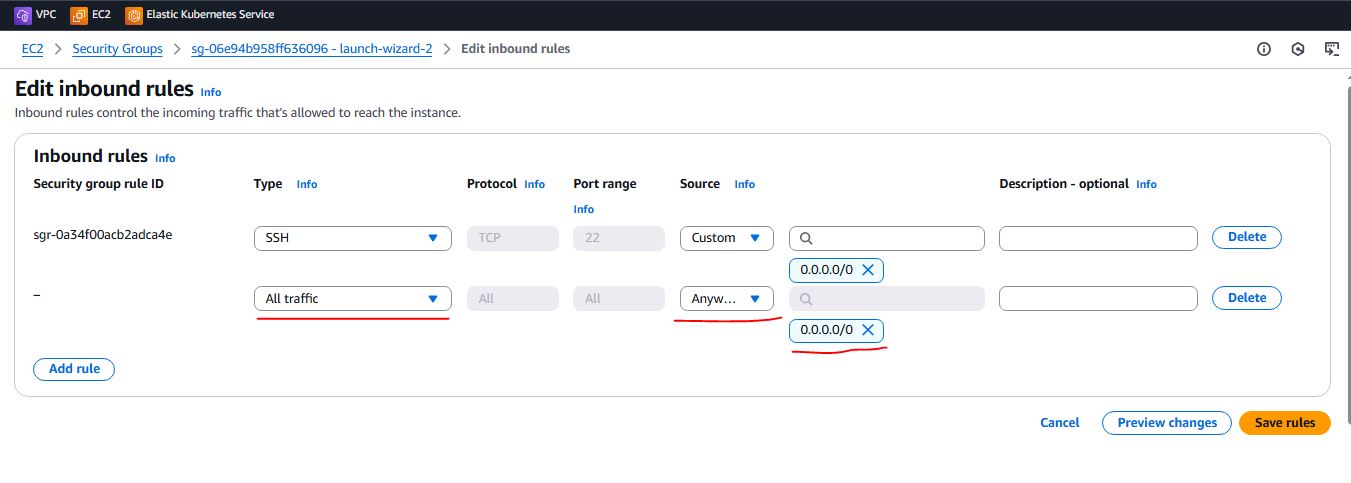 VPC EC2 Elastic Kubernetes Service
EC2 > Security Groups > sg-06e94b958ff636096 - launch-wizard-2 > Edit inbound rules
Edit inbound rules Info
Inbound rules control the incoming traffic that's allowed to reach the instance.
Inbound rules Info
Security group rule ID Type Info Protocol Info Port range Source Info Description - optional Info
Info
sgr-0a34f00acb2adca4e SSH TCP 22 Custom Delete
0.0.0.0/0
– All traffic All All Anyw... Delete
0.0.0.0/0
Add rule
Cancel Preview changes Save rules